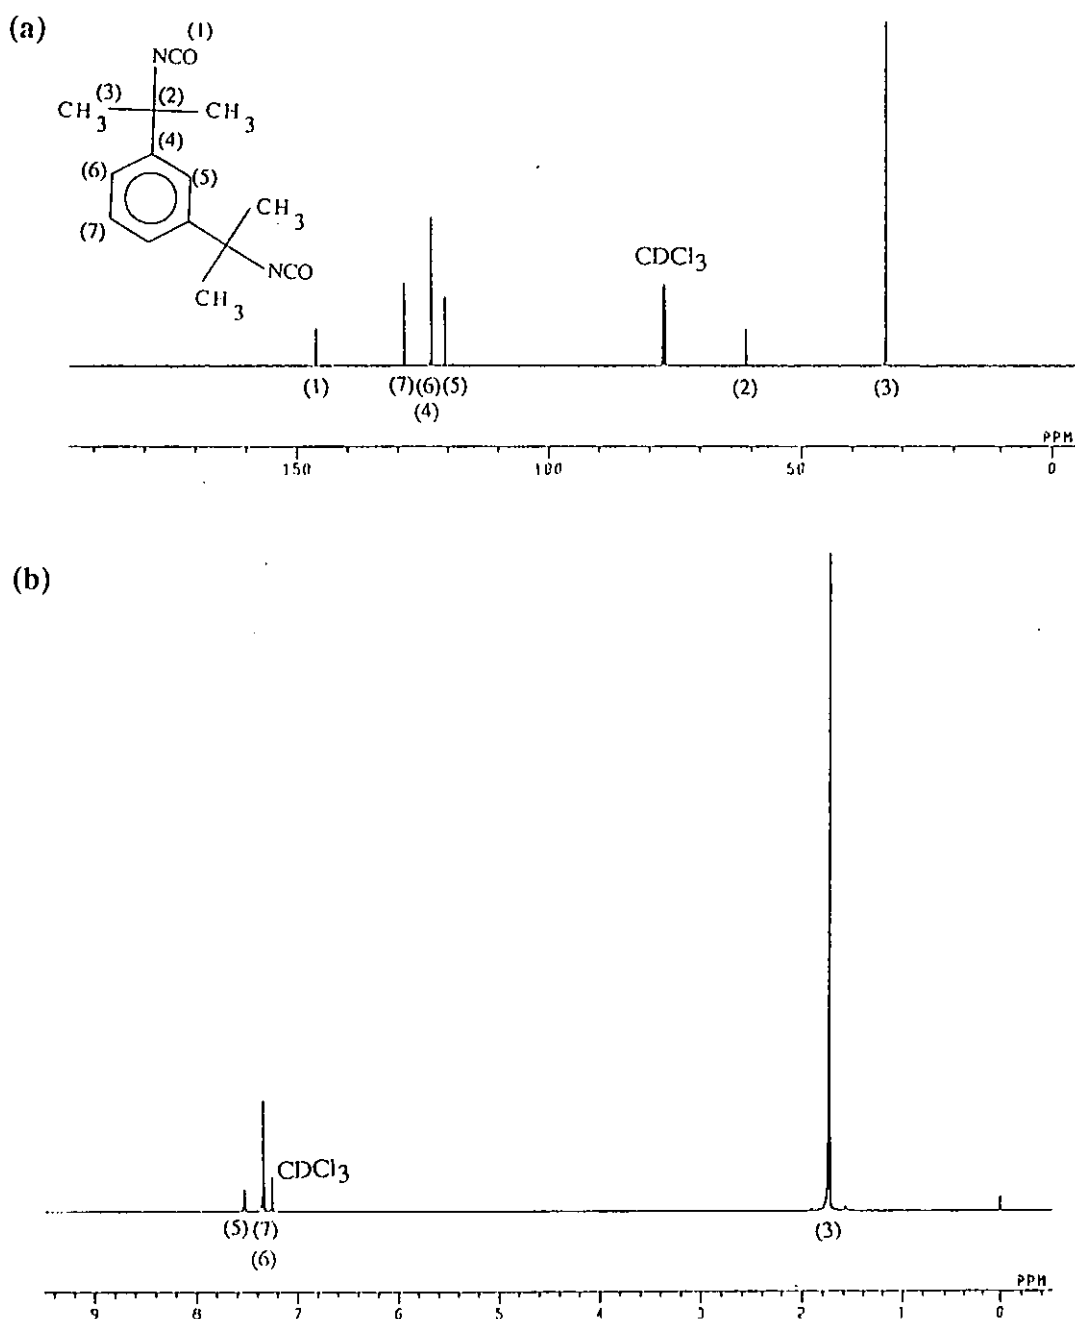 (a)
(1)
NCO
(3)
(2)
CH3
CH3
(4)
(6)
(5)
(7)
CH3
NCO
CH3
CDCl3
(1)
(7)
(6)
(5)
(4)
(2)
(3)
PPM
150
100
50
0
(b)
CDCl3
(5)
(7)
(6)
(3)
PPM
9
8
7
6
5
4
3
2
1
0